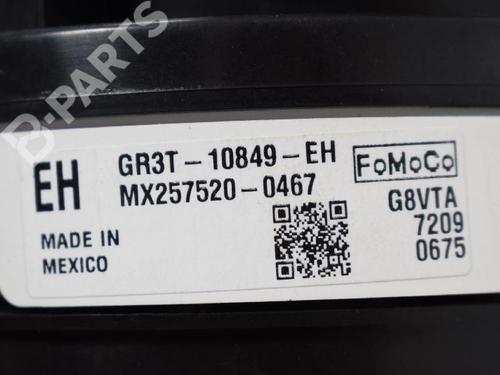 B-PARTS
EH
GR3T-10849-EH
MX257520-0467
FoMoCo
G8VTA
7209
0675
MADE IN
MEXICO